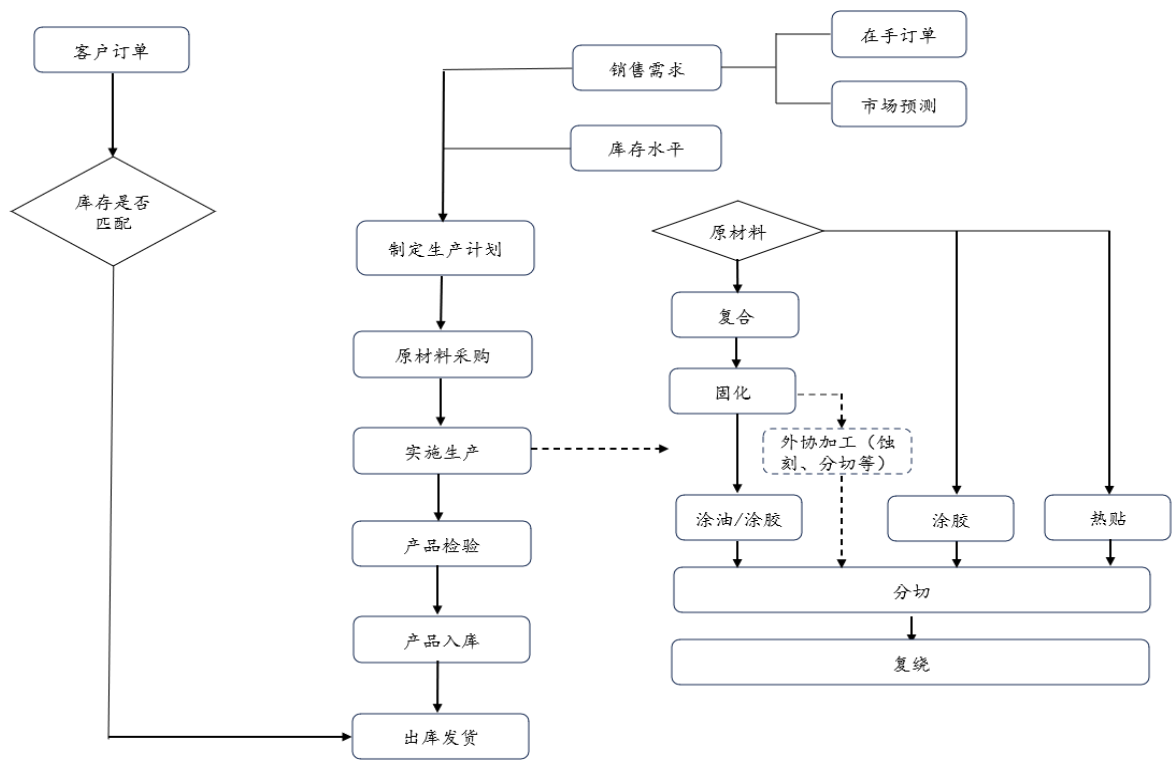 客户订单
库存是否
匹配
销售需求
在手订单
市场预测
库存水平
制定生产计划
原材料采购
实施生产
产品检验
产品入库
出库发货
原材料
复合
固化
外协加工（蚀
刻、分切等）
涂油/涂胶
涂胶
热贴
分切
复绕